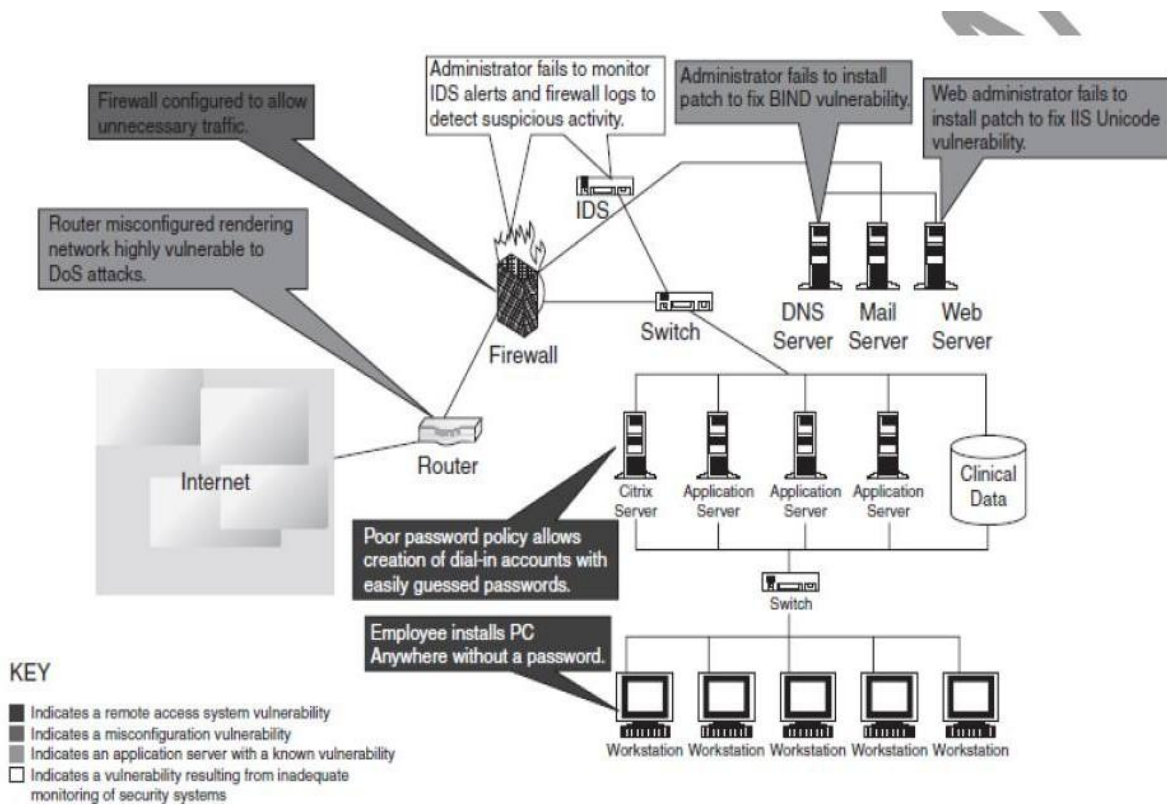 Administrator fails to monitor
IDS alerts and firewall logs to
detect suspicious activity.
Administrator fails to install
patch to fix BIND vulnerability.
Web administrator fails to
install patch to fix IIS Unicode
vulnerability.
Firewall configured to allow
unnecessary traffic.
IDS
Router misconfigured rendering
network highly vulnerable to
DoS attacks.
DNS
Server
Mail
Server
Web
Server
Switch
Firewall
Router
Internet
Citrix
Server
Application
Server
Application
Server
Application
Server
Clinical
Data
Poor password policy allows
creation of dial-in accounts with
easily guessed passwords.
Switch
Employee installs PC
Anywhere without a password.
Workstation
Workstation
Workstation
Workstation
Workstation
KEY
Indicates a remote access system vulnerability
Indicates a misconfiguration vulnerability
Indicates an application server with a known vulnerability
Indicates a vulnerability resulting from inadequate
monitoring of security systems